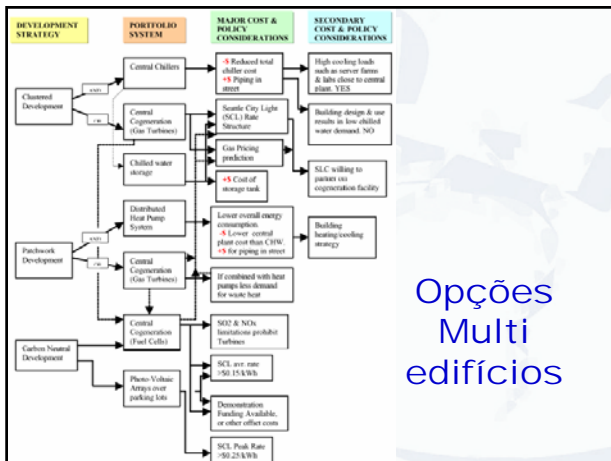 DEVELOPMENT
STRATEGY
PORTFOLIO
SYSTEM
MAJOR COST &
POLICY
CONSIDERATIONS
SECONDARY
COST & POLICY
CONSIDERATIONS
Central Chillers
-$ Reduced total
chiller cost
+$ Piping in
street
High cooling loads
such as server farms
& labs close to central
plant. YES
Clustered Development
Central
Cogeneration
(Gas Turbines)
Seattle City Light
(SCL) Rate
Structure
Building design & use
results in low chilled
water demand. NO
Gas Pricing
prediction
Chilled water
storage
+$ Cost of
storage tank
SLC willing to
partner on
cogeneration facility
Distributed
Heat Pump
System
Lower overall energy
consumption.
-$ Lower central
plant cost than CHW.
+$ for piping in street
Building
heating/cooling
strategy
Patchwork Development
Central
Cogeneration
(Gas Turbines)
If combined with heat
pumps less demand
for waste heat
Central
Cogeneration
(Fuel Cells)
SO2 & NOx
limitations prohibit
Turbines
Carbon Neutral
Development
SCL ave. rate
>$0.15/kWh
Photo-Voltaic
Arrays over
parking lots
Demonstration
Funding Available,
or other offset costs
SCL Peak Rate
>$0.25/kWh
Opções
Multi
edifícios